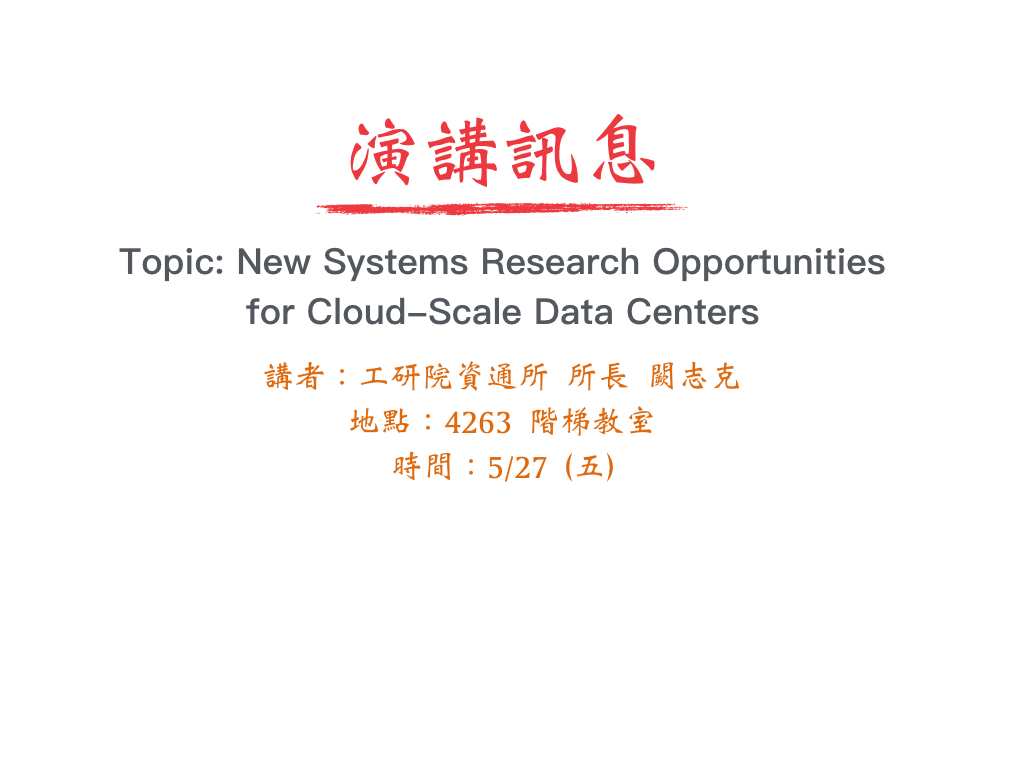 演講訊息
Topic: New Systems Research Opportunities
for Cloud-Scale Data Centers
講者：工研院資通所 所長 闕志克
地點：4263 階梯教室
時間：5/27 (五)